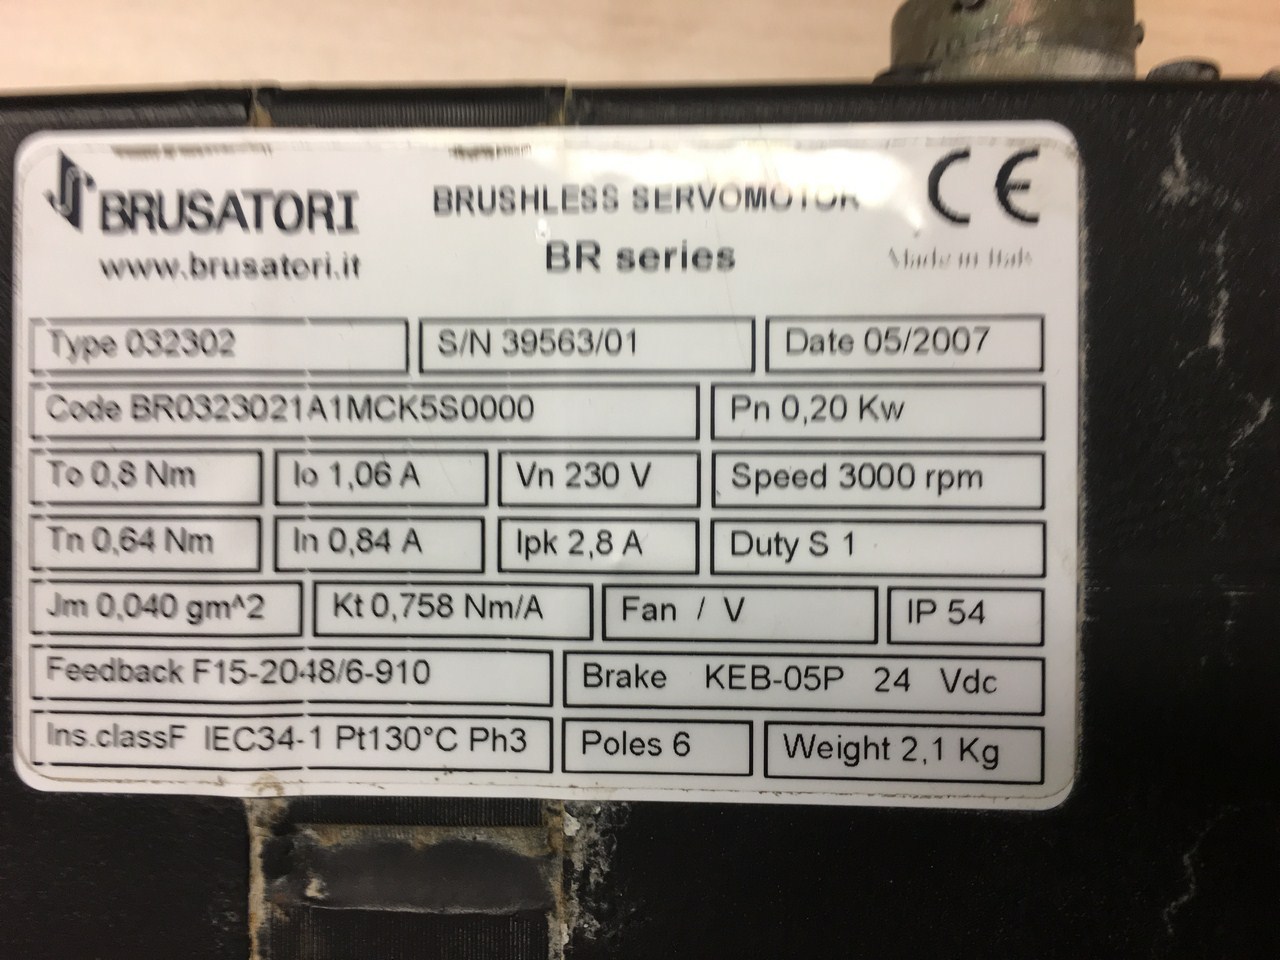 BRUSATORI
www.brusatori.it
BRUSHLESS SERVOMOTOR
BR series
CE
Made in Italy
Type 032302 S/N 39563/01 Date 05/2007
Code BR0323021A1MCK5S0000 Pn 0,20 Kw
To 0,8 Nm Io 1,06 A Vn 230 V Speed 3000 rpm
Tn 0,64 Nm In 0,84 A Ipk 2,8 A Duty S 1
Jm 0,040 gm^2 Kt 0,758 Nm/A Fan / V IP 54
Feedback F15-2048/6-910 Brake KEB-05P 24 Vdc
Ins.classF IEC34-1 Pt130°C Ph3 Poles 6 Weight 2,1 Kg